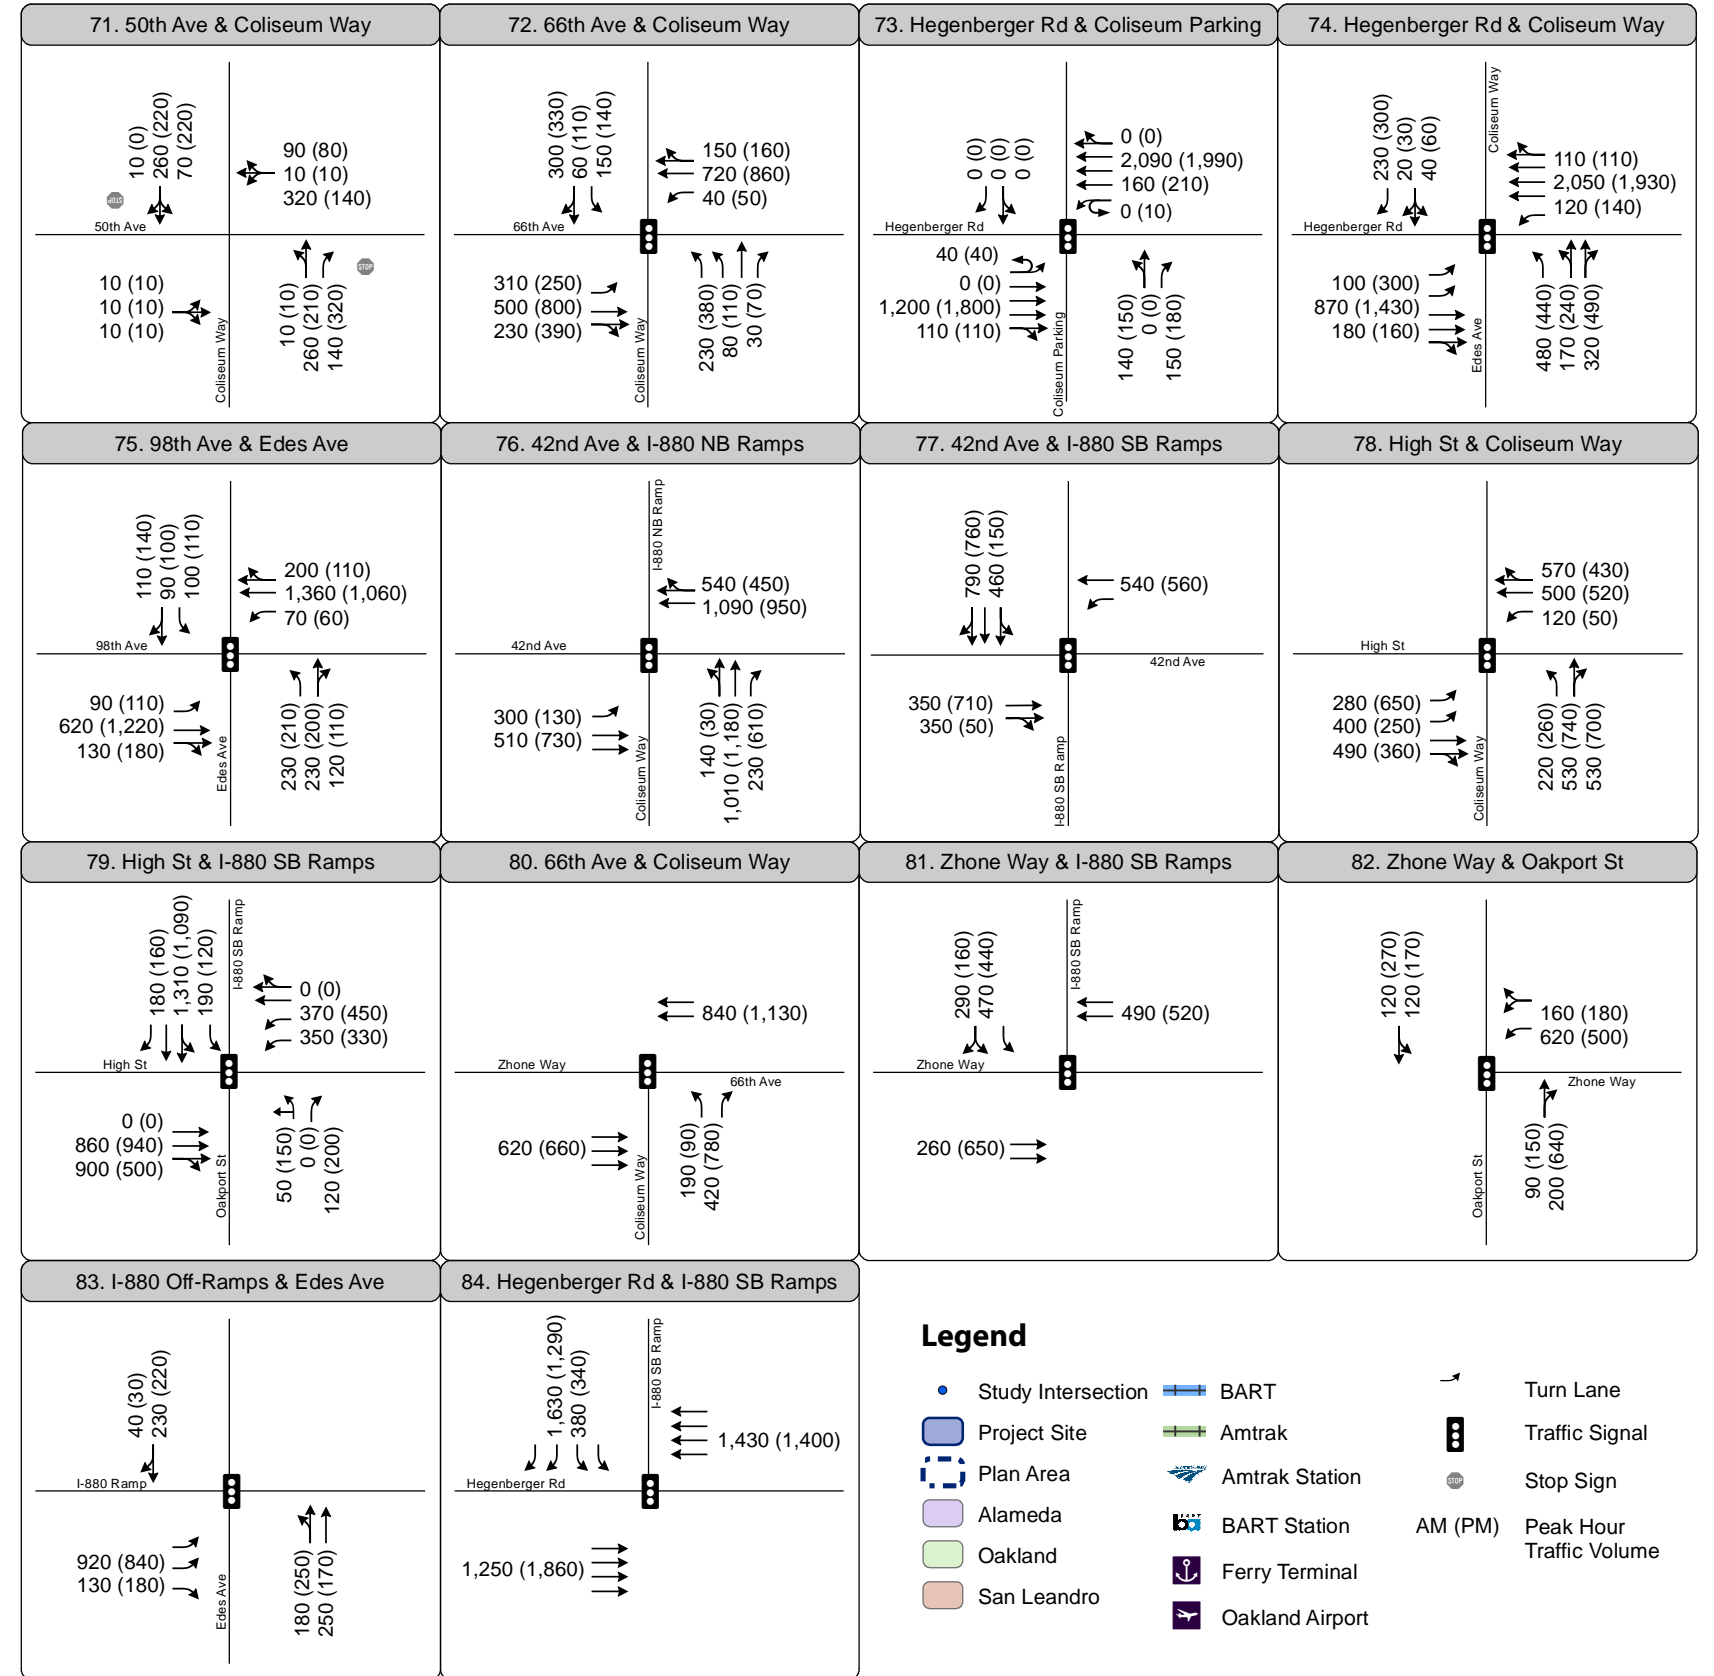 71. 50th Ave & Coliseum Way
10 (0)
260 (220)
70 (220)
90 (80)
10 (10)
320 (140)
STOP
50th Ave
10 (10)
10 (10)
10 (10)
Coliseum Way
10 (10)
260 (210)
140 (320)
STOP
72. 66th Ave & Coliseum Way
300 (330)
60 (110)
150 (140)
150 (160)
720 (860)
40 (50)
66th Ave
310 (250)
500 (800)
230 (390)
Coliseum Way
230 (380)
80 (110)
30 (70)
73. Hegenberger Rd & Coliseum Parking
0 (0)
0 (0)
0 (0)
0 (0)
2,090 (1,990)
160 (210)
0 (10)
Hegenberger Rd
40 (40)
0 (0)
1,200 (1,800)
110 (110)
Coliseum Parking
140 (150)
0 (0)
150 (180)
74. Hegenberger Rd & Coliseum Way
230 (300)
20 (30)
40 (60)
Coliseum Way
110 (110)
2,050 (1,930)
120 (140)
Hegenberger Rd
100 (300)
870 (1,430)
180 (160)
Edes Ave
480 (440)
170 (240)
320 (490)
75. 98th Ave & Edes Ave
110 (140)
90 (100)
100 (110)
200 (110)
1,360 (1,060)
70 (60)
98th Ave
90 (110)
620 (1,220)
130 (180)
Edes Ave
230 (210)
230 (200)
120 (110)
76. 42nd Ave & I-880 NB Ramps
I-880 NB Ramp
540 (450)
1,090 (950)
42nd Ave
300 (130)
510 (730)
Coliseum Way
140 (30)
1,010 (1,180)
230 (610)
77. 42nd Ave & I-880 SB Ramps
790 (760)
460 (150)
540 (560)
42nd Ave
350 (710)
350 (50)
I-880 SB Ramp
78. High St & Coliseum Way
570 (430)
500 (520)
120 (50)
High St
280 (650)
400 (250)
490 (360)
Coliseum Way
220 (260)
530 (740)
530 (700)
79. High St & I-880 SB Ramps
180 (160)
1,310 (1,090)
190 (120)
I-880 SB Ramp
0 (0)
370 (450)
350 (330)
High St
0 (0)
860 (940)
900 (500)
Oakport St
50 (150)
0 (0)
120 (200)
80. 66th Ave & Coliseum Way
840 (1,130)
Zhone Way
66th Ave
620 (660)
Coliseum Way
190 (90)
420 (780)
81. Zhone Way & I-880 SB Ramps
290 (160)
470 (440)
I-880 SB Ramp
490 (520)
Zhone Way
260 (650)
82. Zhone Way & Oakport St
120 (270)
120 (170)
160 (180)
620 (500)
Zhone Way
Oakport St
90 (150)
200 (640)
83. I-880 Off-Ramps & Edes Ave
40 (30)
230 (220)
I-880 Ramp
920 (840)
130 (180)
Edes Ave
180 (250)
250 (170)
84. Hegenberger Rd & I-880 SB Ramps
1,630 (1,290)
380 (340)
I-880 SB Ramp
1,430 (1,400)
Hegenberger Rd
1,250 (1,860)
Legend
Study Intersection
Project Site
Plan Area
Alameda
Oakland
San Leandro
BART
Amtrak
Amtrak Station
BART Station
Ferry Terminal
Oakland Airport
Turn Lane
Traffic Signal
STOP
Stop Sign
AM (PM)
Peak Hour
Traffic Volume